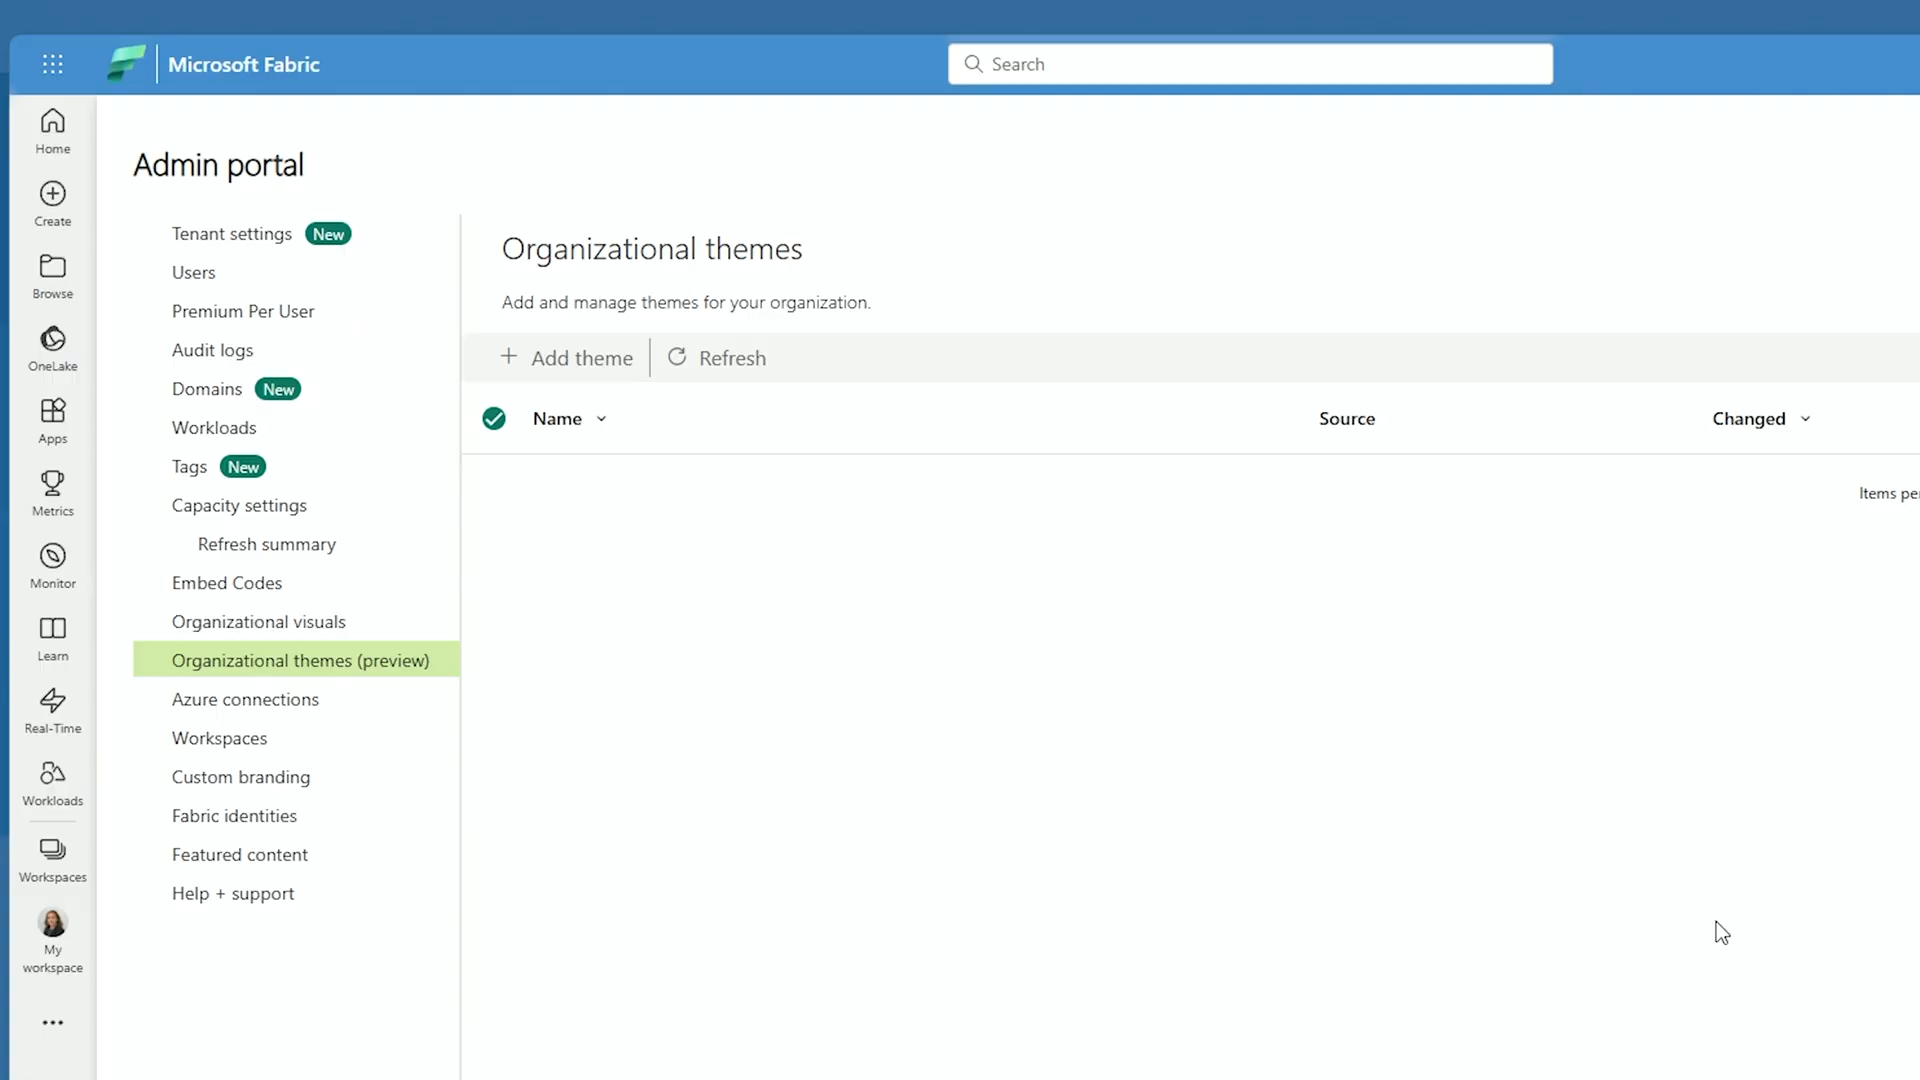 Microsoft Fabric
Search
Home
Create
Browse
OneLake
Apps
Metrics
Monitor
Learn
Real-Time
Workloads
Workspaces
My
workspace
Admin portal
Tenant settings New
Users
Premium Per User
Audit logs
Domains New
Workloads
Tags New
Capacity settings
Refresh summary
Embed Codes
Organizational visuals
Organizational themes (preview)
Azure connections
Workspaces
Custom branding
Fabric identities
Featured content
Help + support
Organizational themes
Add and manage themes for your organization.
Add theme Refresh
Name Source Changed
Items pe